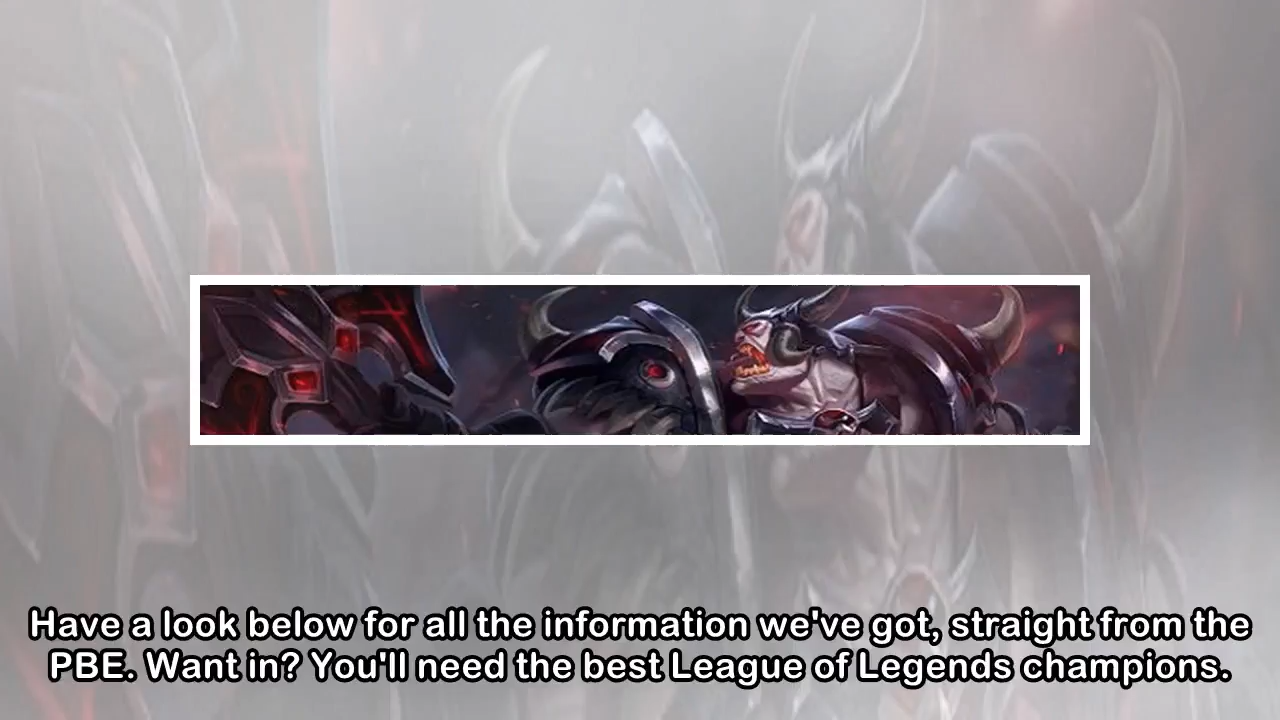 Have a look below for all the information we've got, straight from the
PBE. Want in? You'll need the best League of Legends champions.